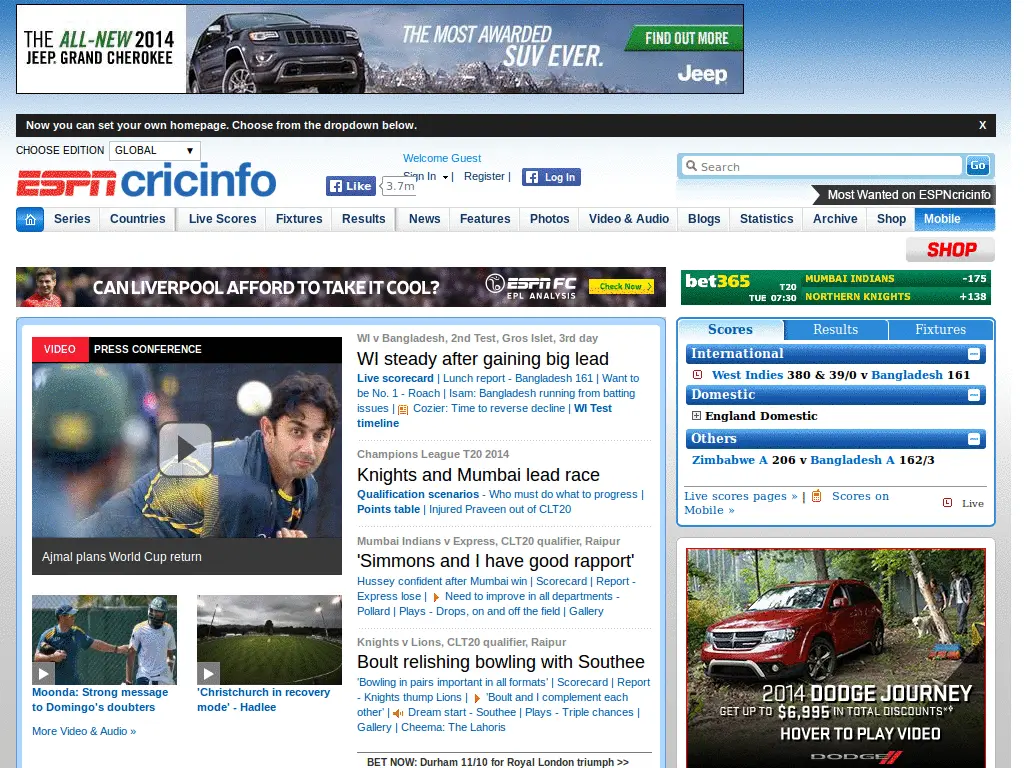 THE ALL-NEW 2014
JEEP. GRAND CHEROKEE
THE MOST AWARDED
SUV EVER.
FIND OUT MORE
Jeep
Now you can set your own homepage. Choose from the dropdown below.
X
CHOOSE EDITION GLOBAL ▼
ESPN cricinfo
Like 3.7m
Welcome Guest
Sign In | Register | Log In
Search Go
Most Wanted on ESPNcricinfo
Series Countries Live Scores Fixtures Results News Features Photos Video & Audio Blogs Statistics Archive Shop Mobile
SHOP
CAN LIVERPOOL AFFORD TO TAKE IT COOL?
ESPN FC
EPL ANALYSIS
Check Now >
bet365 T20
TUE 07:30
MUMBAI INDIANS -175
NORTHERN KNIGHTS +138
VIDEO PRESS CONFERENCE
Ajmal plans World Cup return
Moonda: Strong message
to Domingo's doubters
'Christchurch in recovery
mode' - Hadlee
More Video & Audio »
WI v Bangladesh, 2nd Test, Gros Islet, 3rd day
WI steady after gaining big lead
Live scorecard | Lunch report - Bangladesh 161 | Want to
be No. 1 - Roach | Isam: Bangladesh running from batting
issues | Cozier: Time to reverse decline | WI Test
timeline
Champions League T20 2014
Knights and Mumbai lead race
Qualification scenarios - Who must do what to progress |
Points table | Injured Praveen out of CLT20
Mumbai Indians v Express, CLT20 qualifier, Raipur
'Simmons and I have good rapport'
Hussey confident after Mumbai win | Scorecard | Report -
Express lose | Need to improve in all departments -
Pollard | Plays - Drops, on and off the field | Gallery
Knights v Lions, CLT20 qualifier, Raipur
Boult relishing bowling with Southee
'Bowling in pairs important in all formats' | Scorecard | Report
- Knights thump Lions | 'Boult and I complement each
other' | Dream start - Southee | Plays - Triple chances |
Gallery | Cheema: The Lahoris
BET NOW: Durham 11/10 for Royal London triumph >>
Scores Results Fixtures
International
West Indies 380 & 39/0 v Bangladesh 161
Domestic
England Domestic
Others
Zimbabwe A 206 v Bangladesh A 162/3
Live scores pages » | Scores on
Mobile »
Live
2014 DODGE JOURNEY
GET UP TO $6,995 IN TOTAL DISCOUNTS*◊
HOVER TO PLAY VIDEO
DODGE